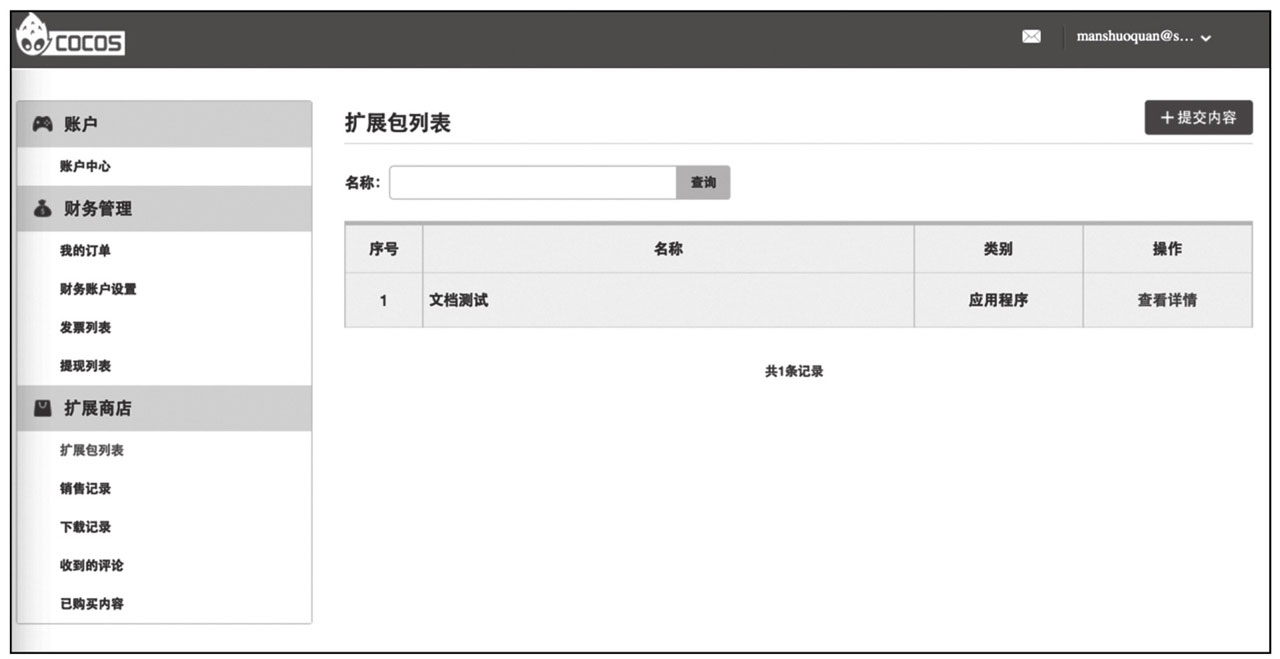 COCOS
manshuoquan@s...
账户
账户中心
财务管理
我的订单
财务账户设置
发票列表
提现列表
扩展商店
扩展包列表
销售记录
下载记录
收到的评论
已购买内容
扩展包列表
+提交内容
名称： 查询
序号 名称 类别 操作
1 文档测试 应用程序 查看详情
共1条记录